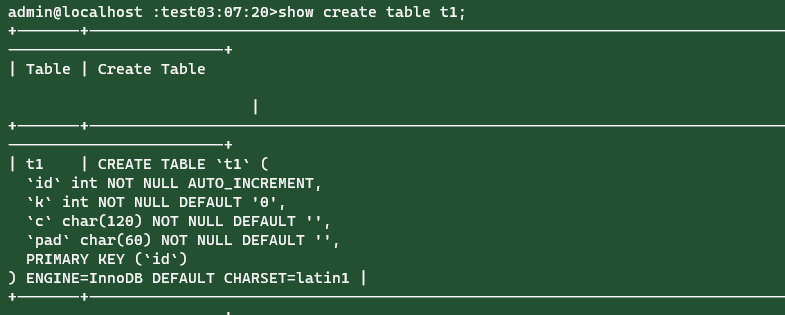 admin@localhost :test03:07:20>show create table t1;
+-------+--------------------------------------------------------------------------------
------------------------+
| Table | Create Table
|
+-------+--------------------------------------------------------------------------------
------------------------+
| t1    | CREATE TABLE `t1` (
  `id` int NOT NULL AUTO_INCREMENT,
  `k` int NOT NULL DEFAULT '0',
  `c` char(120) NOT NULL DEFAULT '',
  `pad` char(60) NOT NULL DEFAULT '',
  PRIMARY KEY (`id`)
) ENGINE=InnoDB DEFAULT CHARSET=latin1 |
+-------+--------------------------------------------------------------------------------